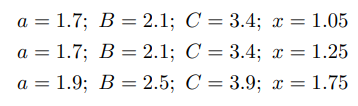 a = 1.7; B = 2.1; C = 3.4; x = 1.05
a = 1.7; B = 2.1; C = 3.4; x = 1.25
a = 1.9; B = 2.5; C = 3.9; x = 1.75